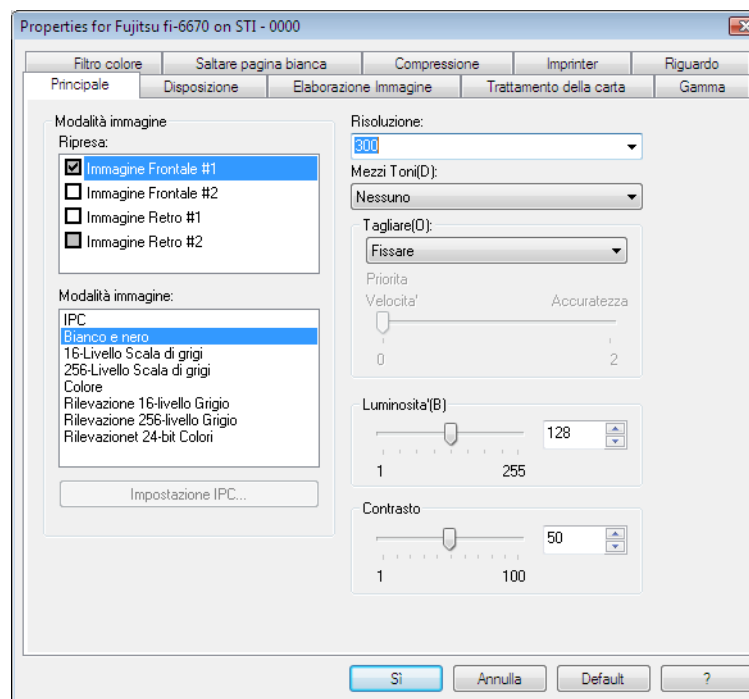 Properties for Fujitsu fi-6670 on STI - 0000
Filtro colore Saltare pagina bianca Compressione Imprinter Riguardo
Principale Disposizione Elaborazione Immagine Trattamento della carta Gamma
Modalità immagine
Ripresa:
Immagine Frontale #1
Immagine Frontale #2
Immagine Retro #1
Immagine Retro #2
Modalità immagine:
IPC
Bianco e nero
16-Livello Scala di grigi
256-Livello Scala di grigi
Colore
Rilevazione 16-livello Grigio
Rilevazione 256-livello Grigio
Rilevazionet 24-bit Colori
Impostazione IPC...
Risoluzione:
300
Mezzi Toni(D):
Nessuno
Tagliare(O):
Fissare
Priorita
Velocita' Accuratezza
0 2
Luminosita'(B)
128
1 255
Contrasto
50
1 100
Sì Annulla Default ?